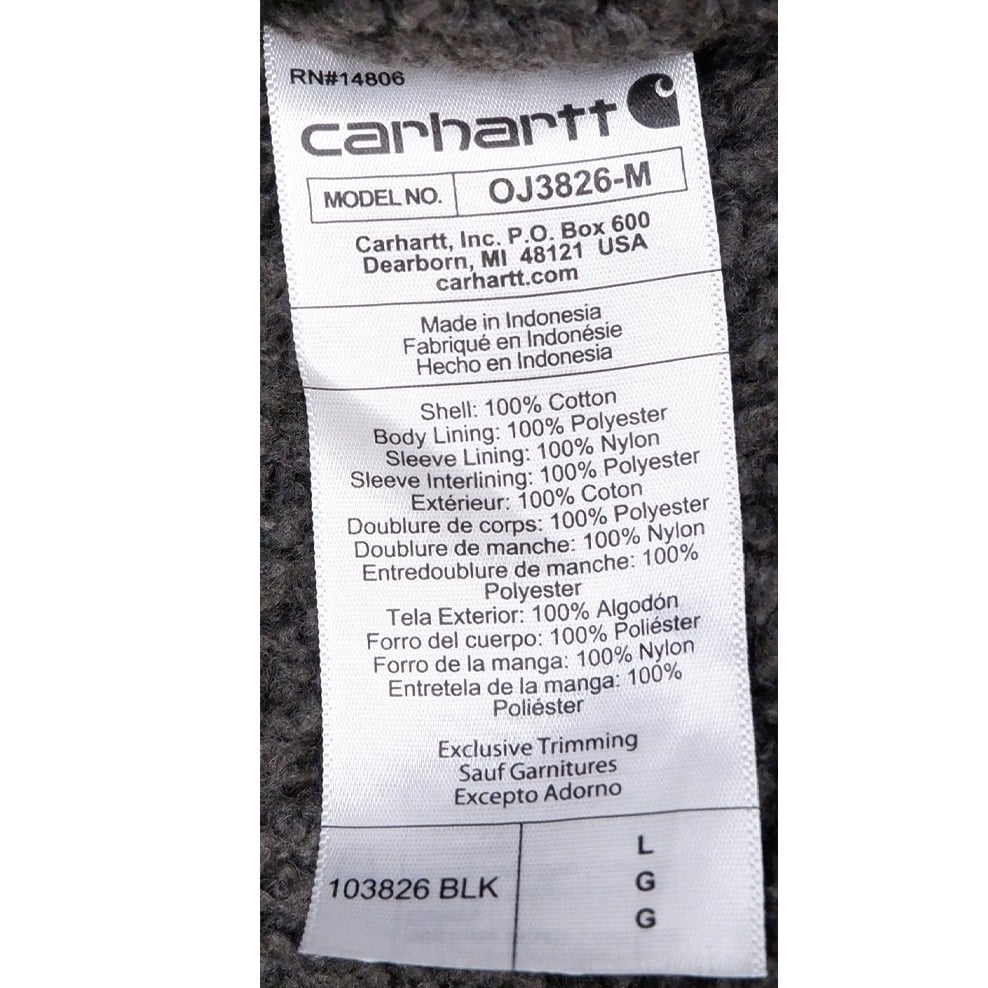 RN#14806
carhartt
MODEL NO. OJ3826-M
Carhartt, Inc. P.O. Box 600
Dearborn, MI 48121 USA
carhartt.com
Made in Indonesia
Fabriqué en Indonésie
Hecho en Indonesia
Shell: 100% Cotton
Body Lining: 100% Polyester
Sleeve Lining: 100% Nylon
Sleeve Interlining: 100% Polyester
Extérieur: 100% Coton
Doublure de corps: 100% Polyester
Doublure de manche: 100% Nylon
Entredoublure de manche: 100%
Polyester
Tela Exterior: 100% Algodón
Forro del cuerpo: 100% Poliéster
Forro de la manga: 100% Nylon
Entretela de la manga: 100%
Poliéster
Exclusive Trimming
Sauf Garnitures
Excepto Adorno
103826 BLK
L
G
G